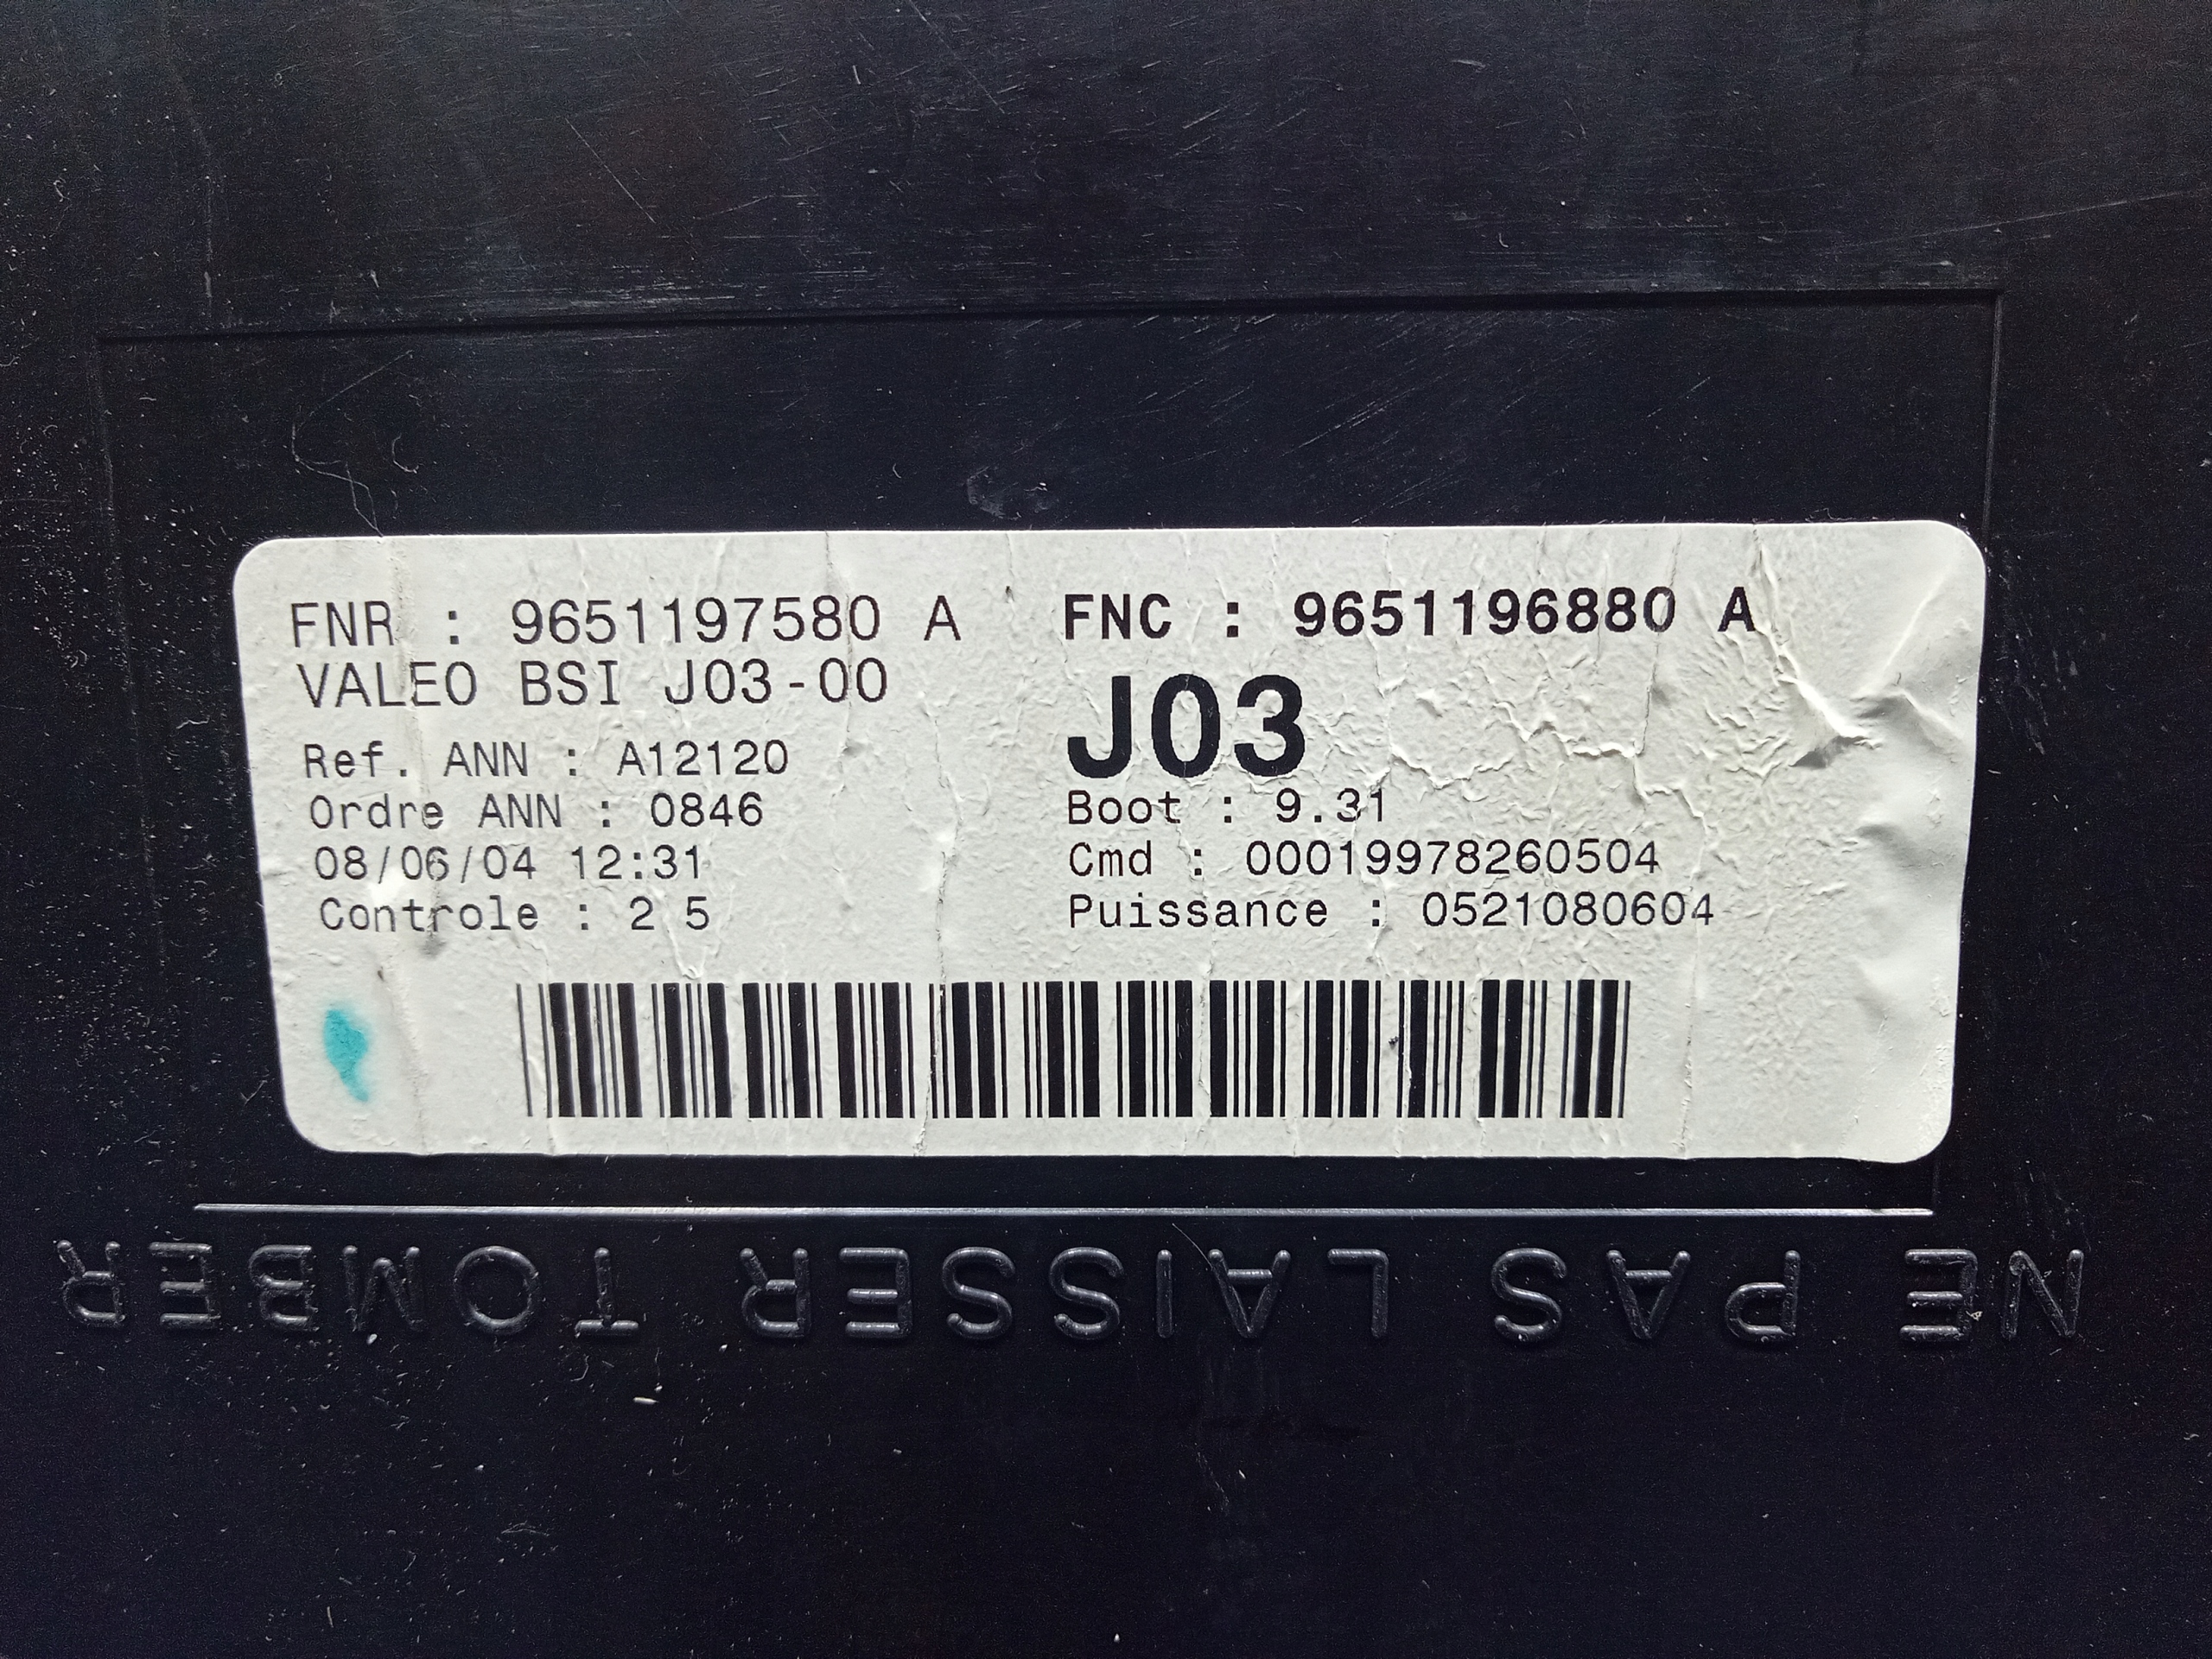 FNR : 9651197580 A
VALEO BSI J03-00
Ref. ANN : A12120
Ordre ANN : 0846
08/06/04 12:31
Controle : 2 5
FNC : 9651196880 A
J03
Boot : 9.31
Cmd : 00019978260504
Puissance : 0521080604
NE PAS LAISSER TOMBER